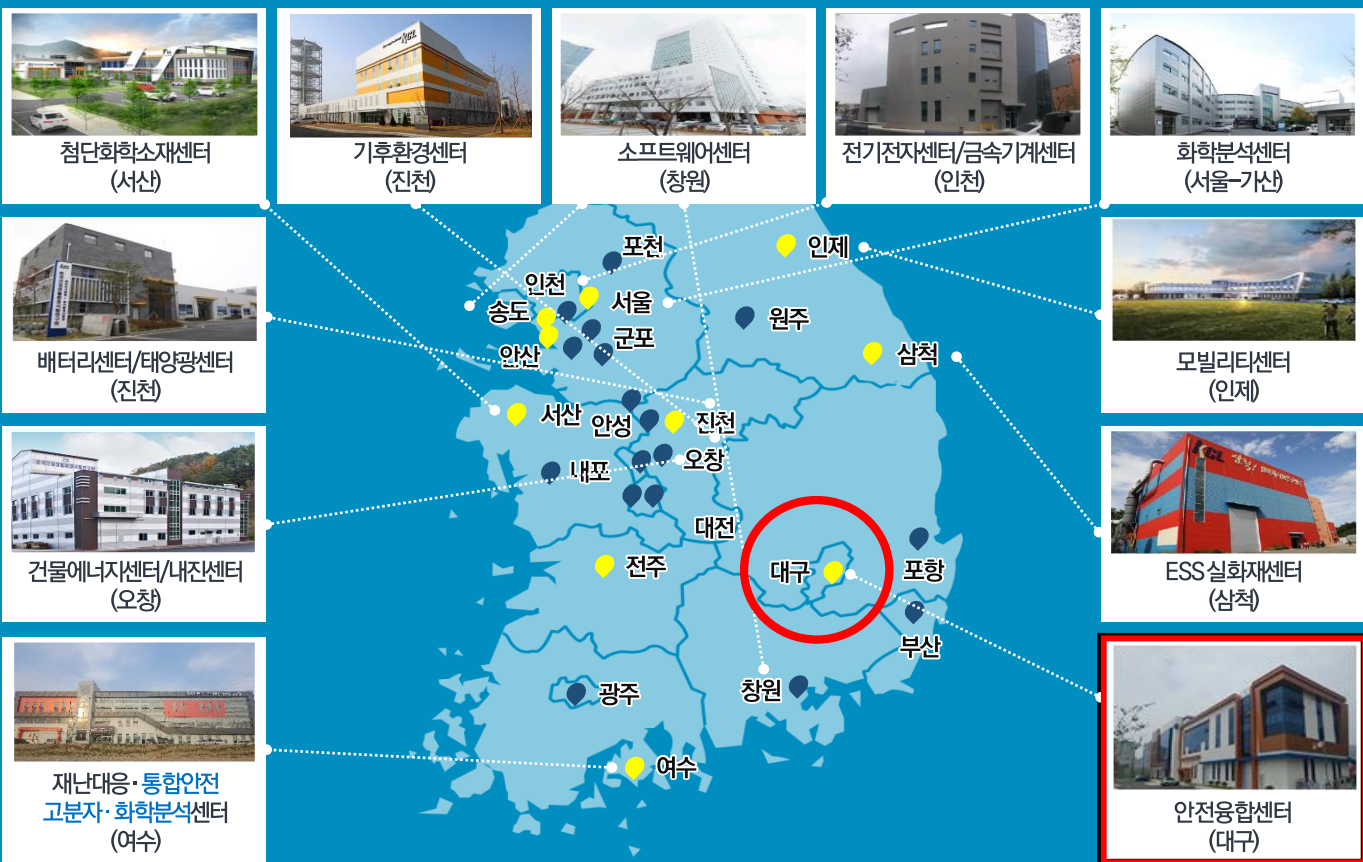 첨단화학소재센터
(서산)
KCL
기후환경센터
(진천)
소프트웨어센터
(창원)
전기전자센터/금속기계센터
(인천)
화학분석센터
(서울-가산)
배터리센터/태양광센터
(진천)
건물에너지센터/내진센터
(오창)
재난대응·통합안전
고분자·화학분석센터
(여수)
모빌리티센터
(인제)
KCL
ESS 실화재센터
(삼척)
안전융합센터
(대구)
포천
인제
인천
서울
송도
원주
군포
안산
삼척
서산
안성
진천
내포
오창
대전
전주
대구
포항
부산
광주
창원
여수